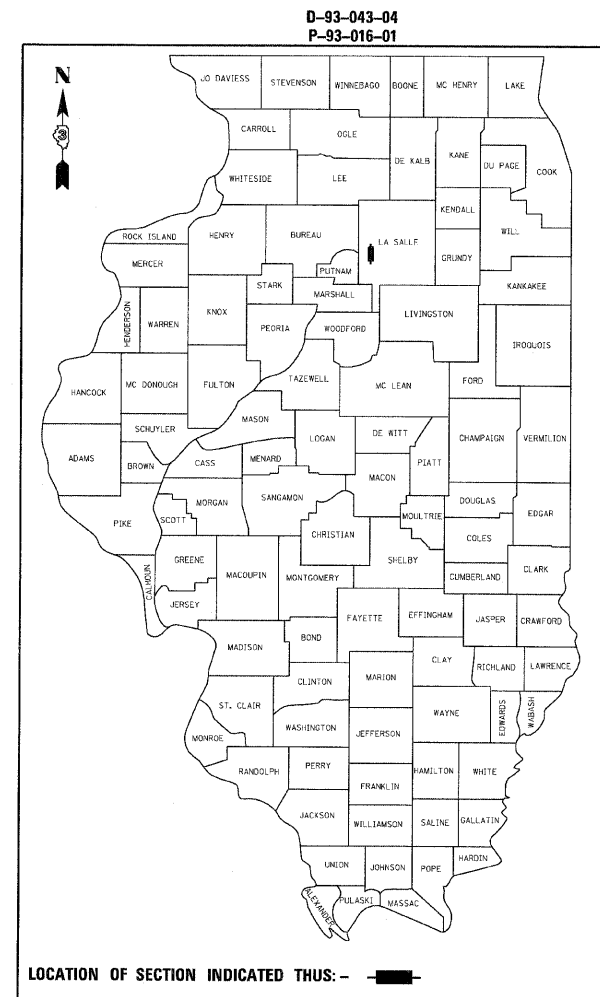 D-93-043-04
P-93-016-01
N
3
JO DAVIESS STEVENSON WINNEBAGO BOONE MC HENRY LAKE
CARROLL OGLE
DE KALB KANE DU PAGE COOK
WHITESIDE LEE
KENDALL
ROCK ISLAND HENRY BUREAU LA SALLE WILL
MERCER PUTNAM GRUNDY
STARK MARSHALL KANKAKEE
HENDERSON WARREN KNOX PEORIA WOODFORD LIVINGSTON IROQUOIS
HANCOCK MC DONOUGH FULTON TAZEWELL MC LEAN FORD
MASON
SCHUYLER LOGAN DE WITT CHAMPAIGN VERMILION
ADAMS BROWN CASS MENARD MACON PIATT
MORGAN SANGAMON DOUGLAS
PIKE SCOTT CHRISTIAN MOULTRIE EDGAR
COLES
GREENE MACOUPIN MONTGOMERY SHELBY CUMBERLAND CLARK
CALHOUN JERSEY
FAYETTE EFFINGHAM JASPER CRAWFORD
MADISON BOND
CLAY RICHLAND LAWRENCE
CLINTON MARION
ST. CLAIR WAYNE EDWARDS WABASH
WASHINGTON JEFFERSON
MONROE
RANDOLPH PERRY HAMILTON WHITE
FRANKLIN
JACKSON WILLIAMSON SALINE GALLATIN
UNION JOHNSON POPE HARDIN
ALEXANDER PULASKI MASSAC
LOCATION OF SECTION INDICATED THUS: -